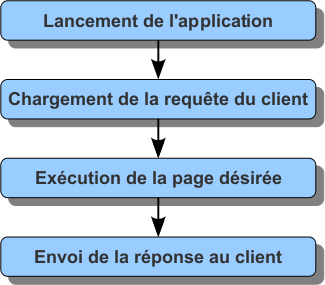 Lancement de l'application
Chargement de la requête du client
Exécution de la page désirée
Envoi de la réponse au client